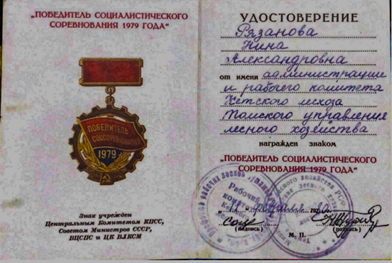 "ПОБЕДИТЕЛЬ СОЦИАЛИСТИЧЕСКОГО
СОРЕВНОВАНИЯ 1979 ГОДА"
ПОБЕДИТЕЛЬ
СОЦСОРЕВНОВАНИЯ
1979
Знак учрежден
Центральным Комитетом КПСС,
Советом Министров СССР,
ВЦСПС и ЦК ВЛКСМ
УДОСТОВЕРЕНИЕ
Рязанова
Нина
Александровна
от имени администрации
и рабочего комитета
Кетского лесхоза
Томского управления
лесного хозяйства
награжден знаком
"ПОБЕДИТЕЛЬ СОЦИАЛИСТИЧЕСКОГО
СОРЕВНОВАНИЯ 1979 ГОДА"
Рабочий
(подпись) М. П. (подпись)